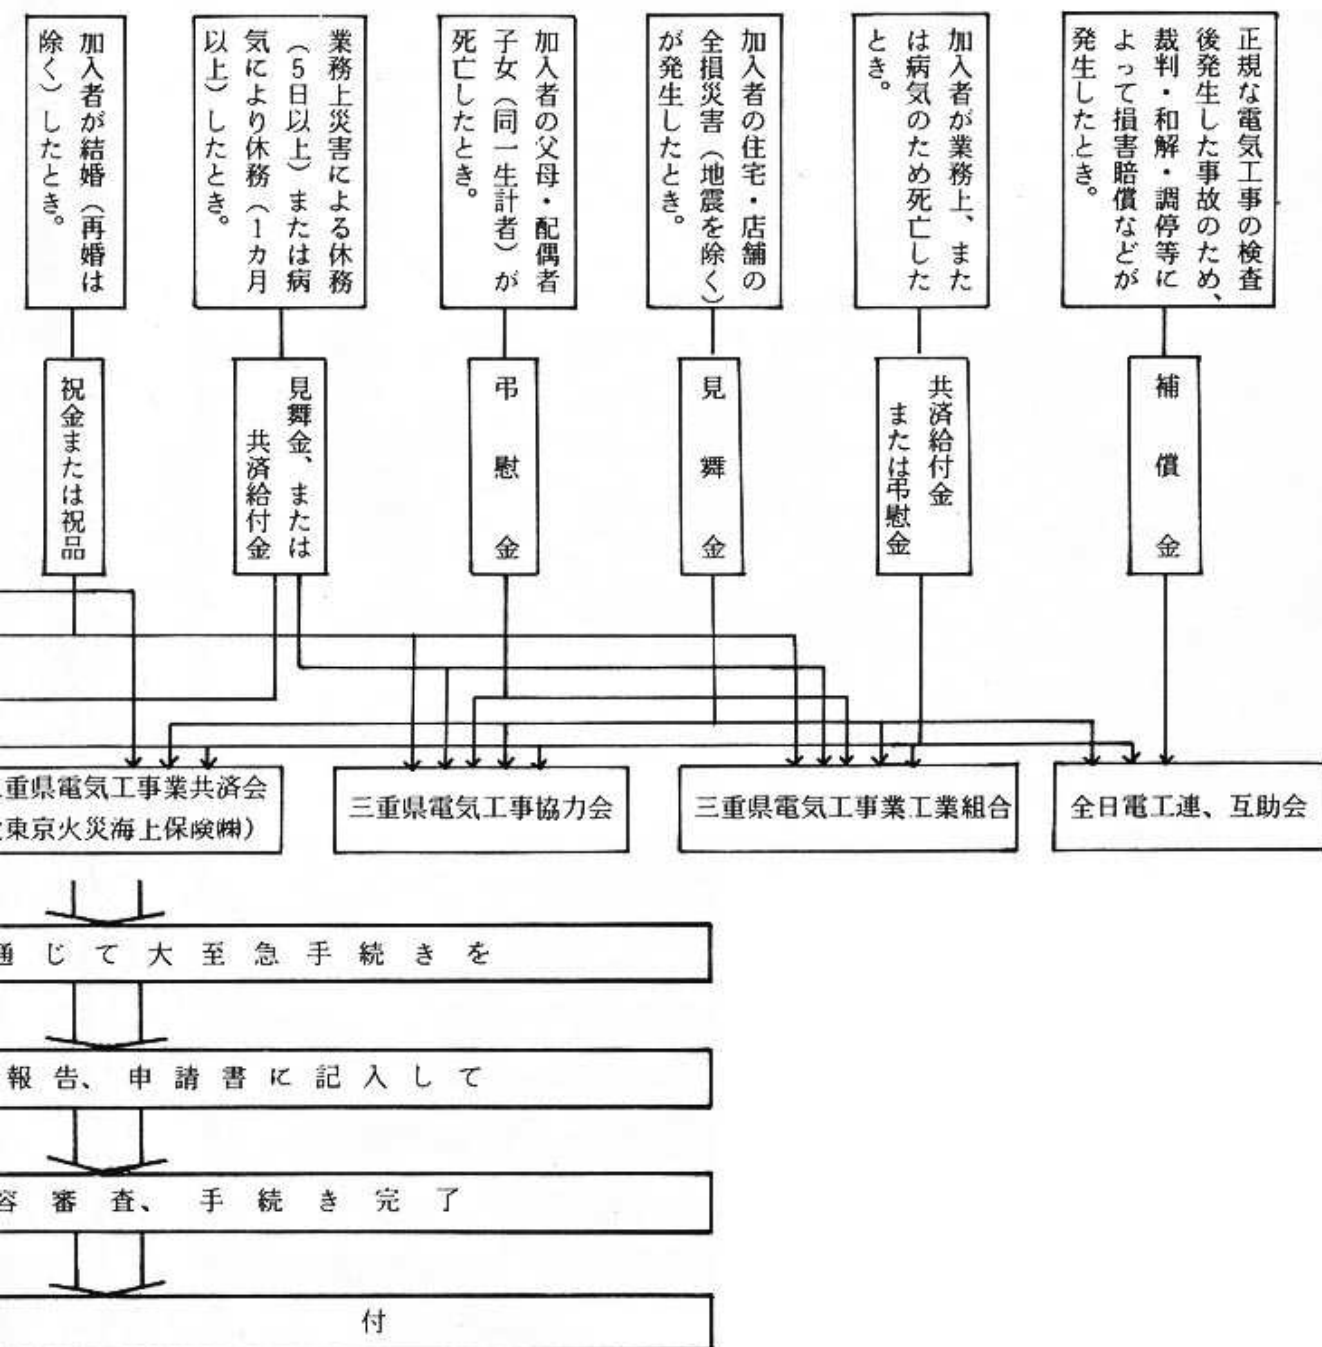 正規な電気工事の検査
後発生した事故のため、
裁判・和解・調停等に
よって損害賠償などが
発生したとき。
加入者が業務上、また
は病気のため死亡した
とき。
加入者の住宅・店舗の
全損災害（地震を除く）
が発生したとき。
加入者の父母・配偶者
子女（同一生計者）が
死亡したとき。
業務上災害による休務
（5日以上）または病
気により休務（1カ月
以上）したとき。
加入者が結婚（再婚は
除く）したとき。
補償金
共済給付金
または弔慰金
見舞金
弔慰金
見舞金、または
共済給付金
祝金または祝品
重県電気工事業共済会
東京火災海上保険㈱）
三重県電気工事協力会
三重県電気工事業工業組合
全日電工連、互助会
通じて大至急手続きを
報告、申請書に記入して
容審査、手続き完了
付